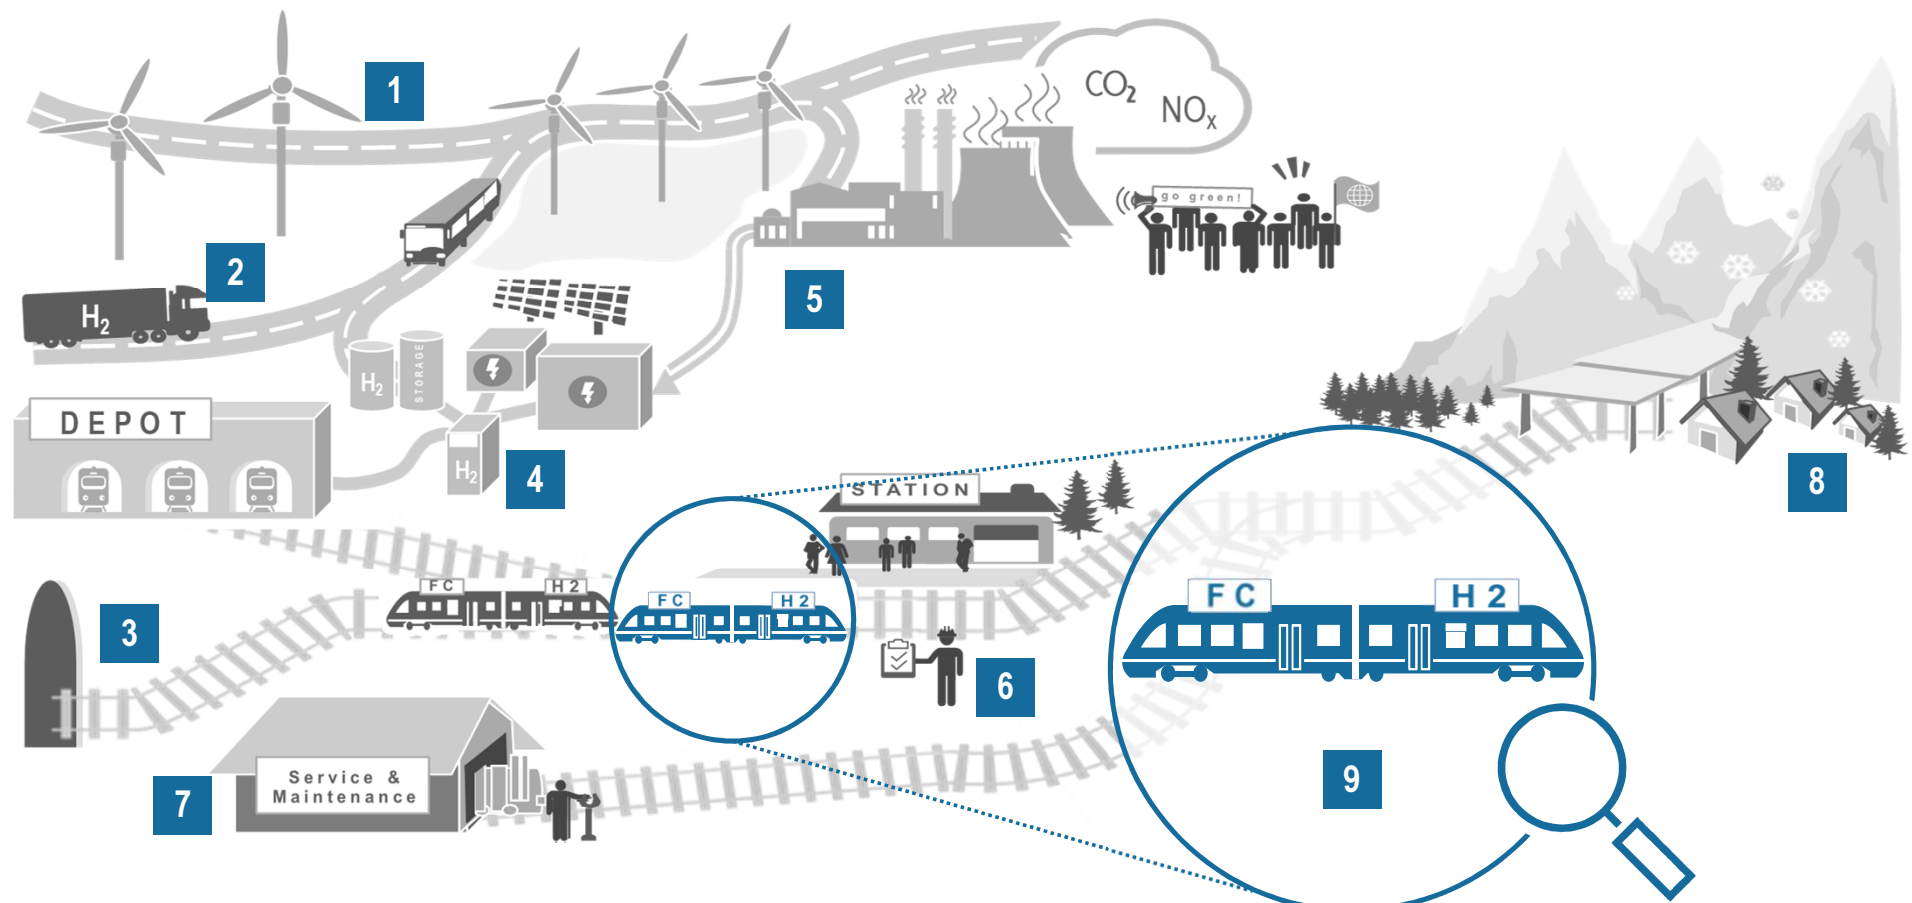 1
CO₂
NOₓ
go green!
2
H₂
5
H₂
STORAGE
DEPOT
H₂
4
STATION
8
3
FC
H2
FC
H2
FC
H2
6
7
Service &
Maintenance
9